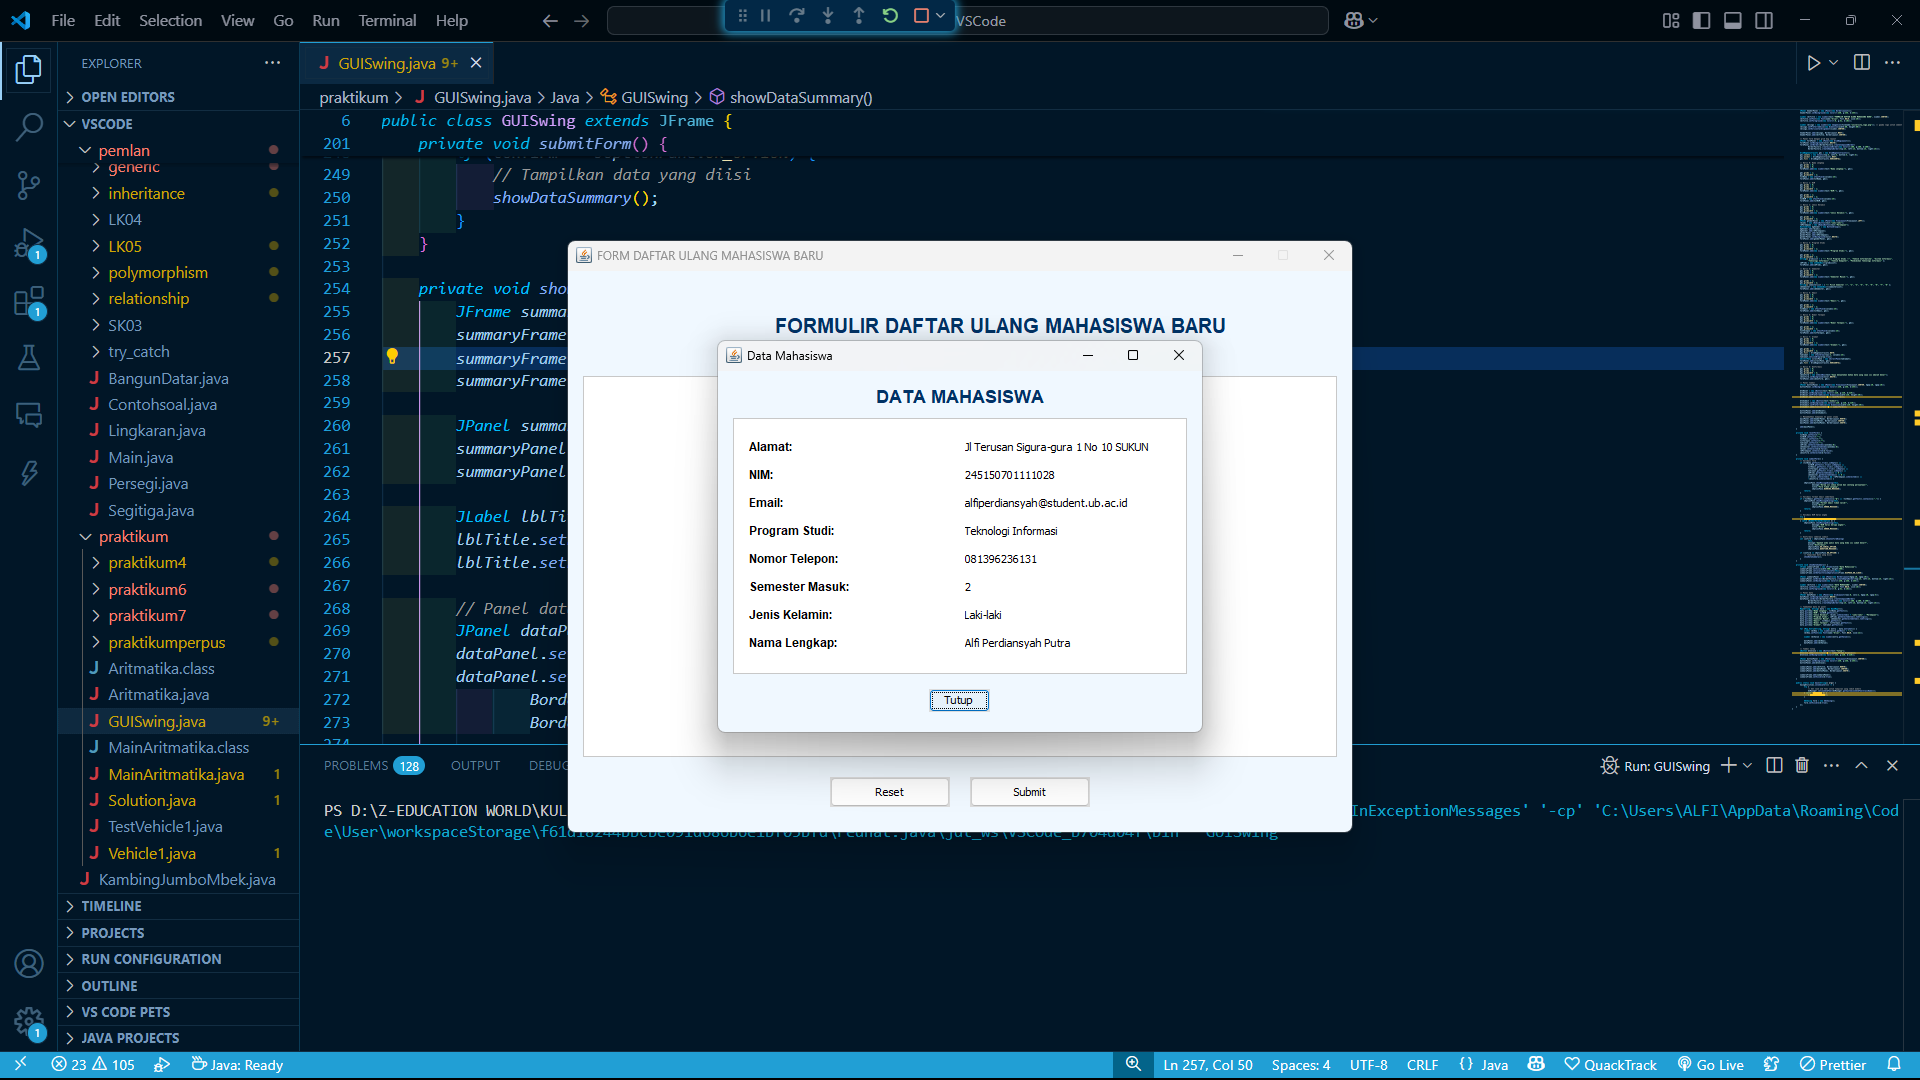 File Edit Selection View Go Run Terminal Help
VSCode
EXPLORER
OPEN EDITORS
VSCODE
pemlan
generic
inheritance
LK04
LK05
polymorphism
relationship
SK03
try_catch
BangunDatar.java
Contohsoal.java
Lingkaran.java
Main.java
Persegi.java
Segitiga.java
praktikum
praktikum4
praktikum6
praktikum7
praktikumperpus
Aritmatika.class
Aritmatika.java
GUISwing.java 9+
MainAritmatika.class
MainAritmatika.java 1
Solution.java 1
TestVehicle1.java
Vehicle1.java 1
KambingJumboMbek.java
TIMELINE
PROJECTS
RUN CONFIGURATION
OUTLINE
VS CODE PETS
JAVA PROJECTS
1
1
1
GUISwing.java 9+
praktikum > GUISwing.java > Java > GUISwing > showDataSummary()
6 public class GUISwing extends JFrame {
201 private void submitForm() {
249 // Tampilkan data yang diisi
250 showDataSummary();
251 }
252 }
253
254 private void sho
255 JFrame summa
256 summaryFrame
257 summaryFrame
258 summaryFrame
259
260 JPanel summa
261 summaryPanel
262 summaryPanel
263
264 JLabel lblTi
265 lblTitle.set
266 lblTitle.set
267
268 // Panel dat
269 JPanel dataP
270 dataPanel.se
271 dataPanel.se
272 Bord
273 Bord
274
FORM DAFTAR ULANG MAHASISWA BARU
FORMULIR DAFTAR ULANG MAHASISWA BARU
Data Mahasiswa
DATA MAHASISWA
Alamat: Jl Terusan Sigura-gura 1 No 10 SUKUN
NIM: 245150701111028
Email: alfiperdiansyah@student.ub.ac.id
Program Studi: Teknologi Informasi
Nomor Telepon: 081396236131
Semester Masuk: 2
Jenis Kelamin: Laki-laki
Nama Lengkap: Alfi Perdiansyah Putra
Tutup
Reset Submit
PROBLEMS 128 OUTPUT DEBUG
Run: GUISwing
PS D:\Z-EDUCATION WORLD\KUL
InExceptionMessages' '-cp' 'C:\Users\ALFI\AppData\Roaming\Cod
23 105 Java: Ready
Ln 257, Col 50 Spaces: 4 UTF-8 CRLF {} Java QuackTrack Go Live Prettier